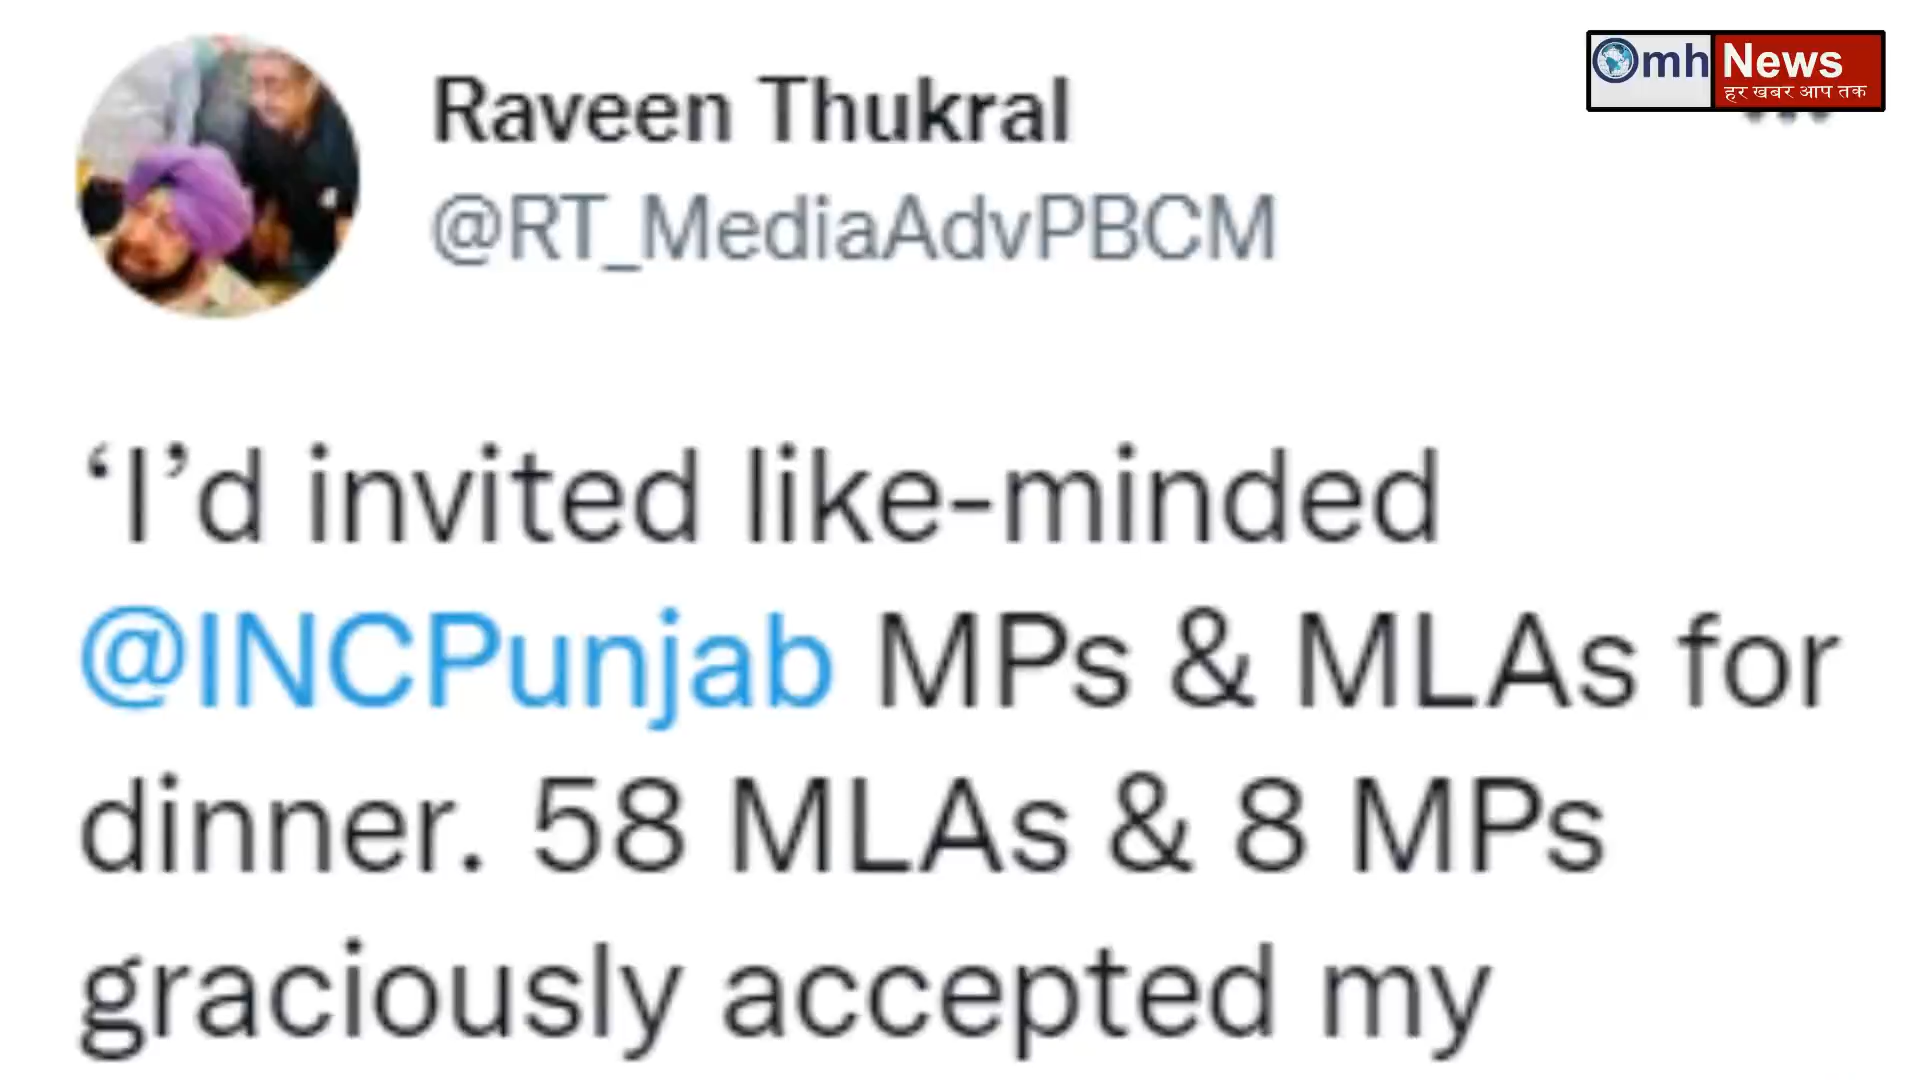 Omh News
हर खबर आप तक
Raveen Thukral
@RT_MediaAdvPBCM
‘I’d invited like-minded
@INCPunjab MPs & MLAs for
dinner. 58 MLAs & 8 MPs
graciously accepted my